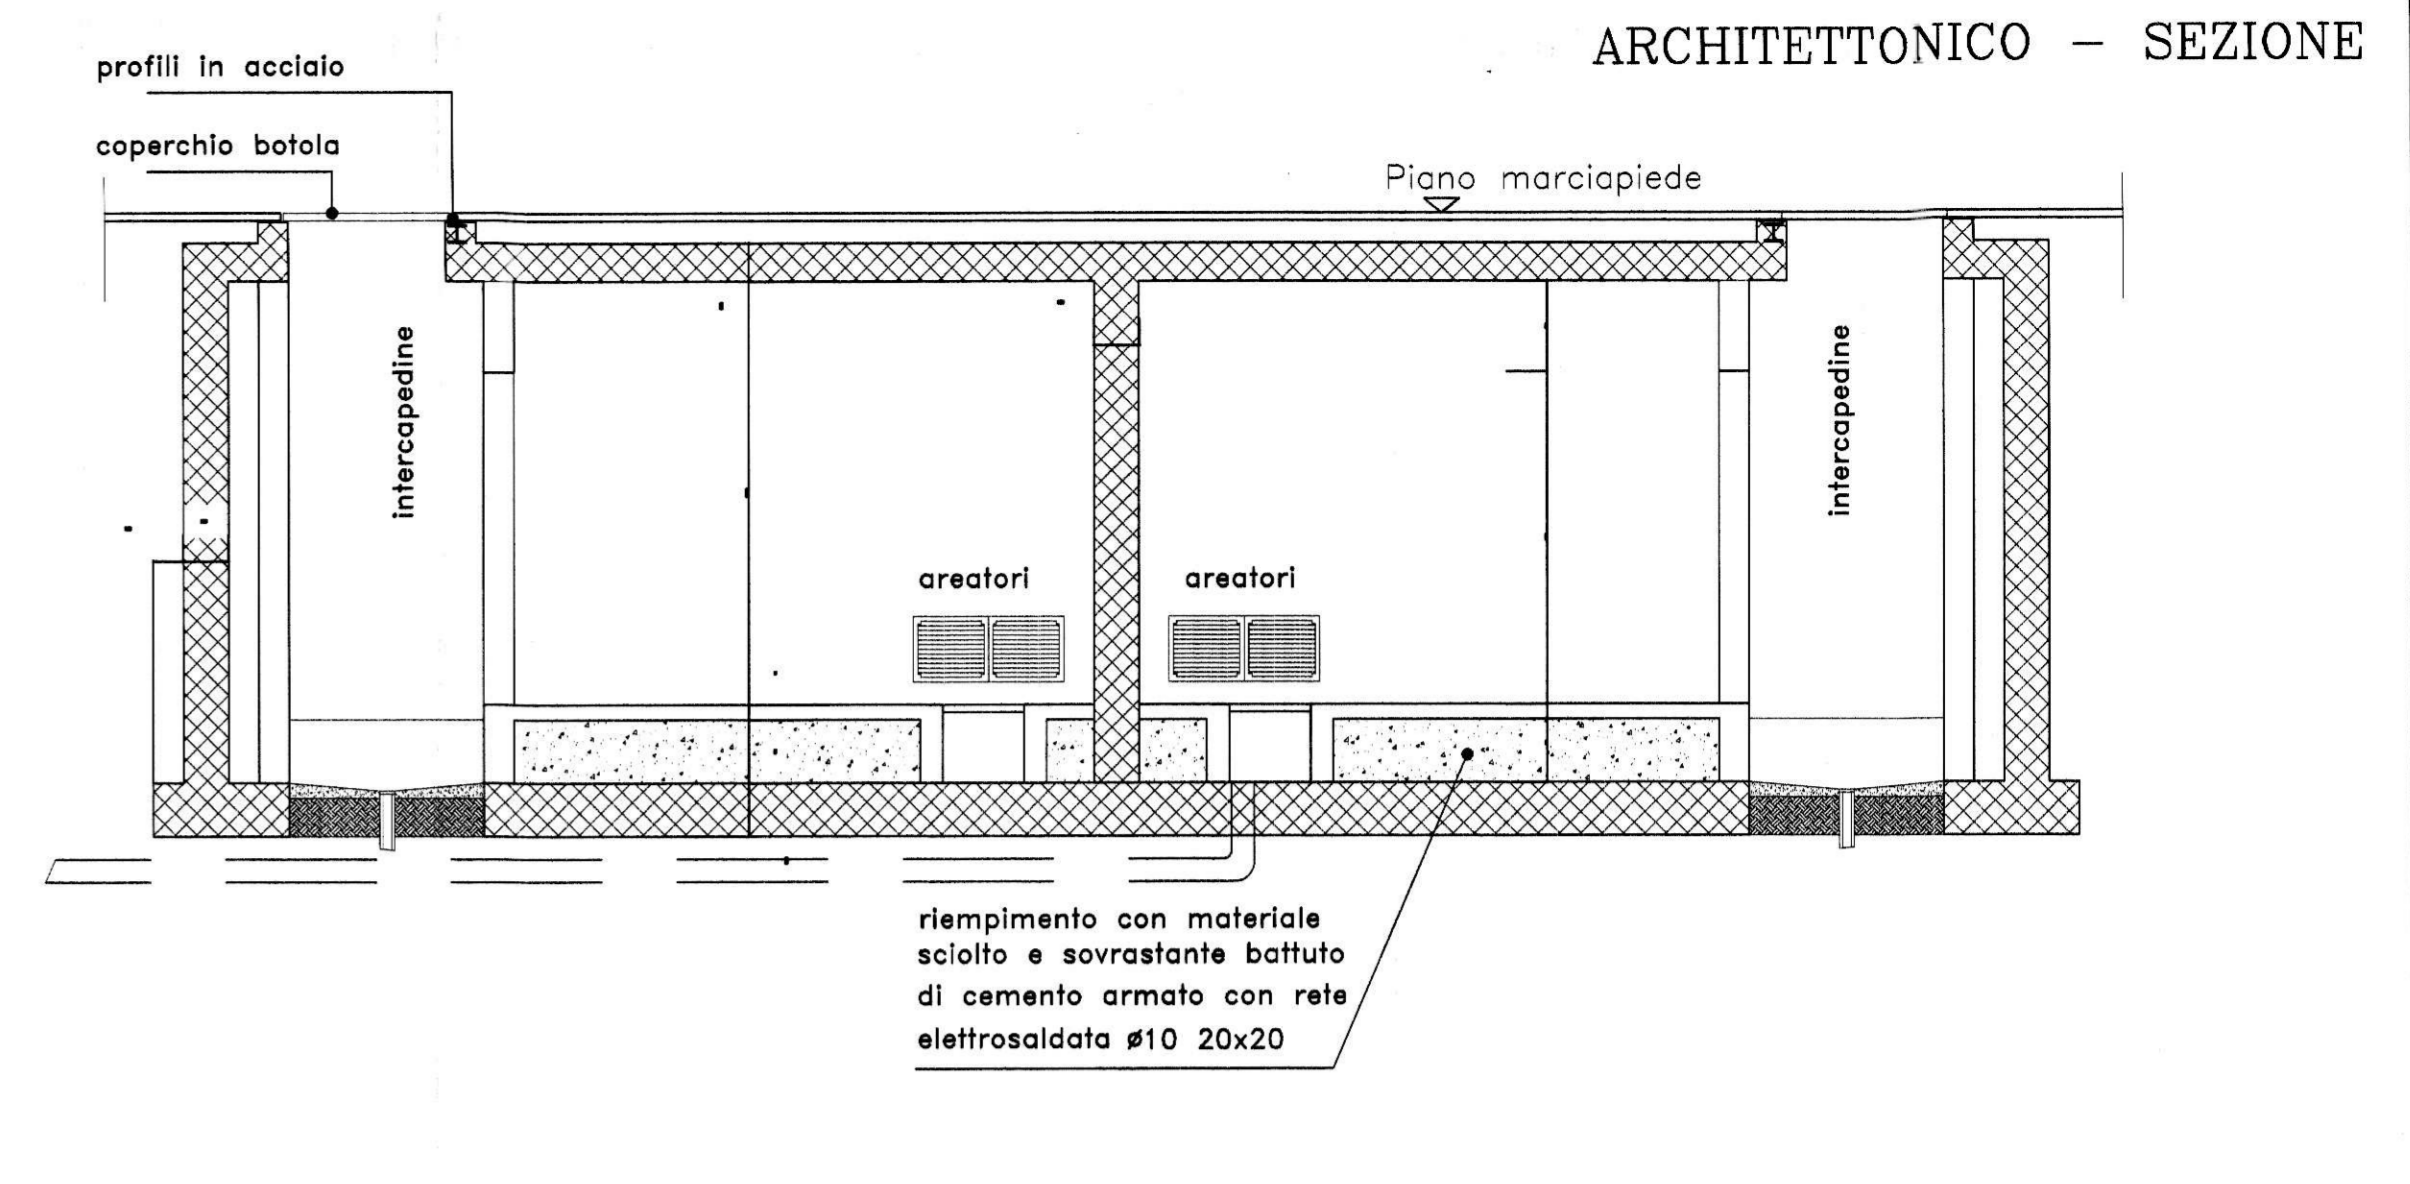 ARCHITETTONICO – SEZIONE
profili in acciaio
coperchio botola
Piano marciapiede
intercapedine
intercapedine
areatori
areatori
riempimento con materiale
sciolto e sovrastante battuto
di cemento armato con rete
elettrosaldata ø10 20x20